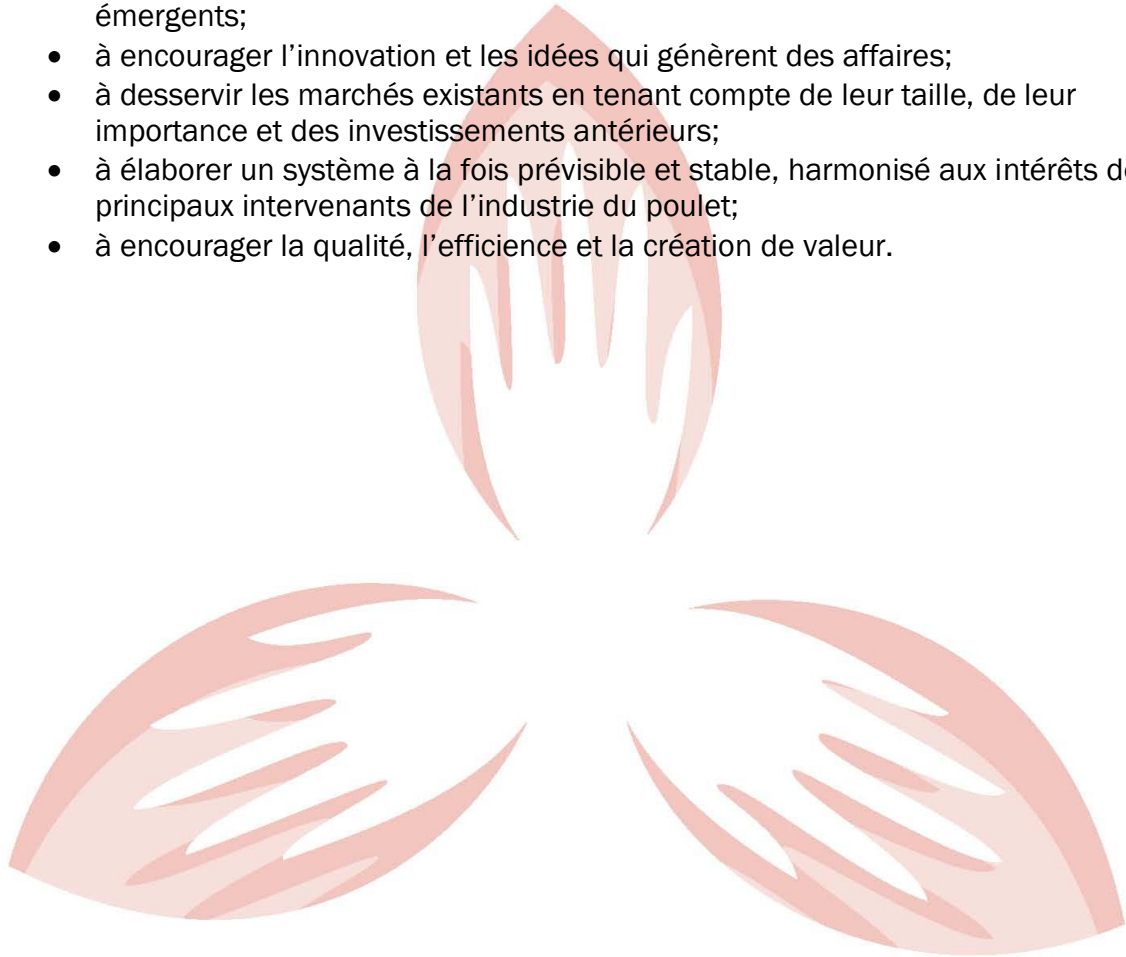 émergents;
• à encourager l’innovation et les idées qui génèrent des affaires;
• à desservir les marchés existants en tenant compte de leur taille, de leur
importance et des investissements antérieurs;
• à élaborer un système à la fois prévisible et stable, harmonisé aux intérêts
principaux intervenants de l’industrie du poulet;
• à encourager la qualité, l’efficience et la création de valeur.